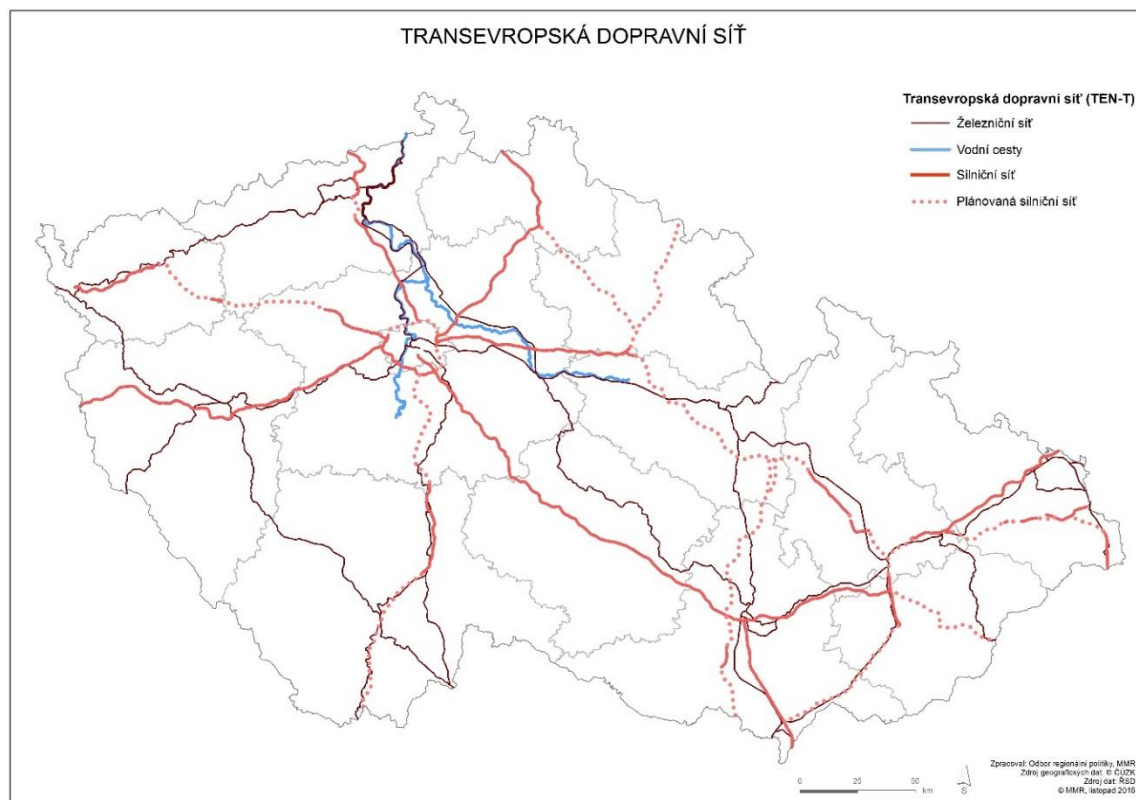 TRANSEVROPSKÁ DOPRAVNÍ SÍŤ
Transevropská dopravní síť (TEN-T)
Železniční síť
Vodní cesty
Silniční síť
Plánovaná silniční síť
Zpracoval: Odbor regionální politiky, MMR
Zdroj geografických dat: © ČÚZK
Zdroj dat: ŘSD
© MMR, listopad 2016
0 25 50
km
S